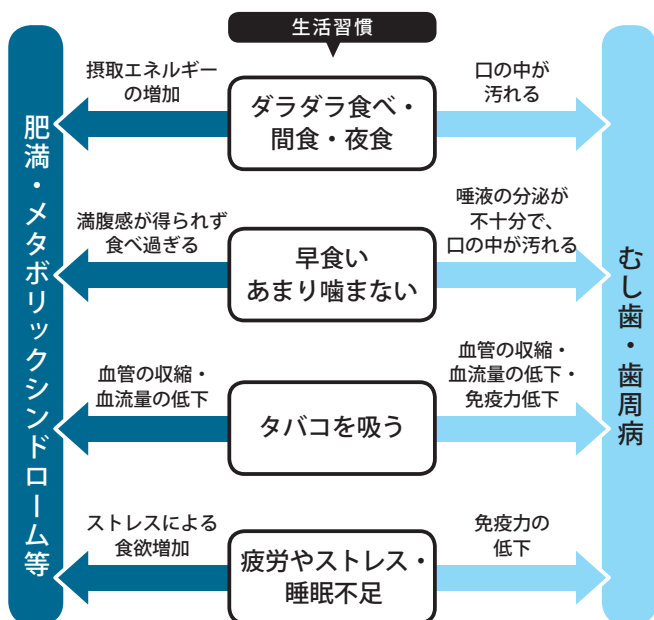 生活習慣
肥満・メタボリックシンドローム等
摂取エネルギー
の増加
ダラダラ食べ・
間食・夜食
口の中が
汚れる
満腹感が得られず
食べ過ぎる
早食い
あまり噛まない
唾液の分泌が
不十分で、
口の中が汚れる
血管の収縮・
血流量の低下
タバコを吸う
血管の収縮・
血流量の低下・
免疫力低下
ストレスによる
食欲増加
疲労やストレス・
睡眠不足
免疫力の
低下
むし歯・歯周病